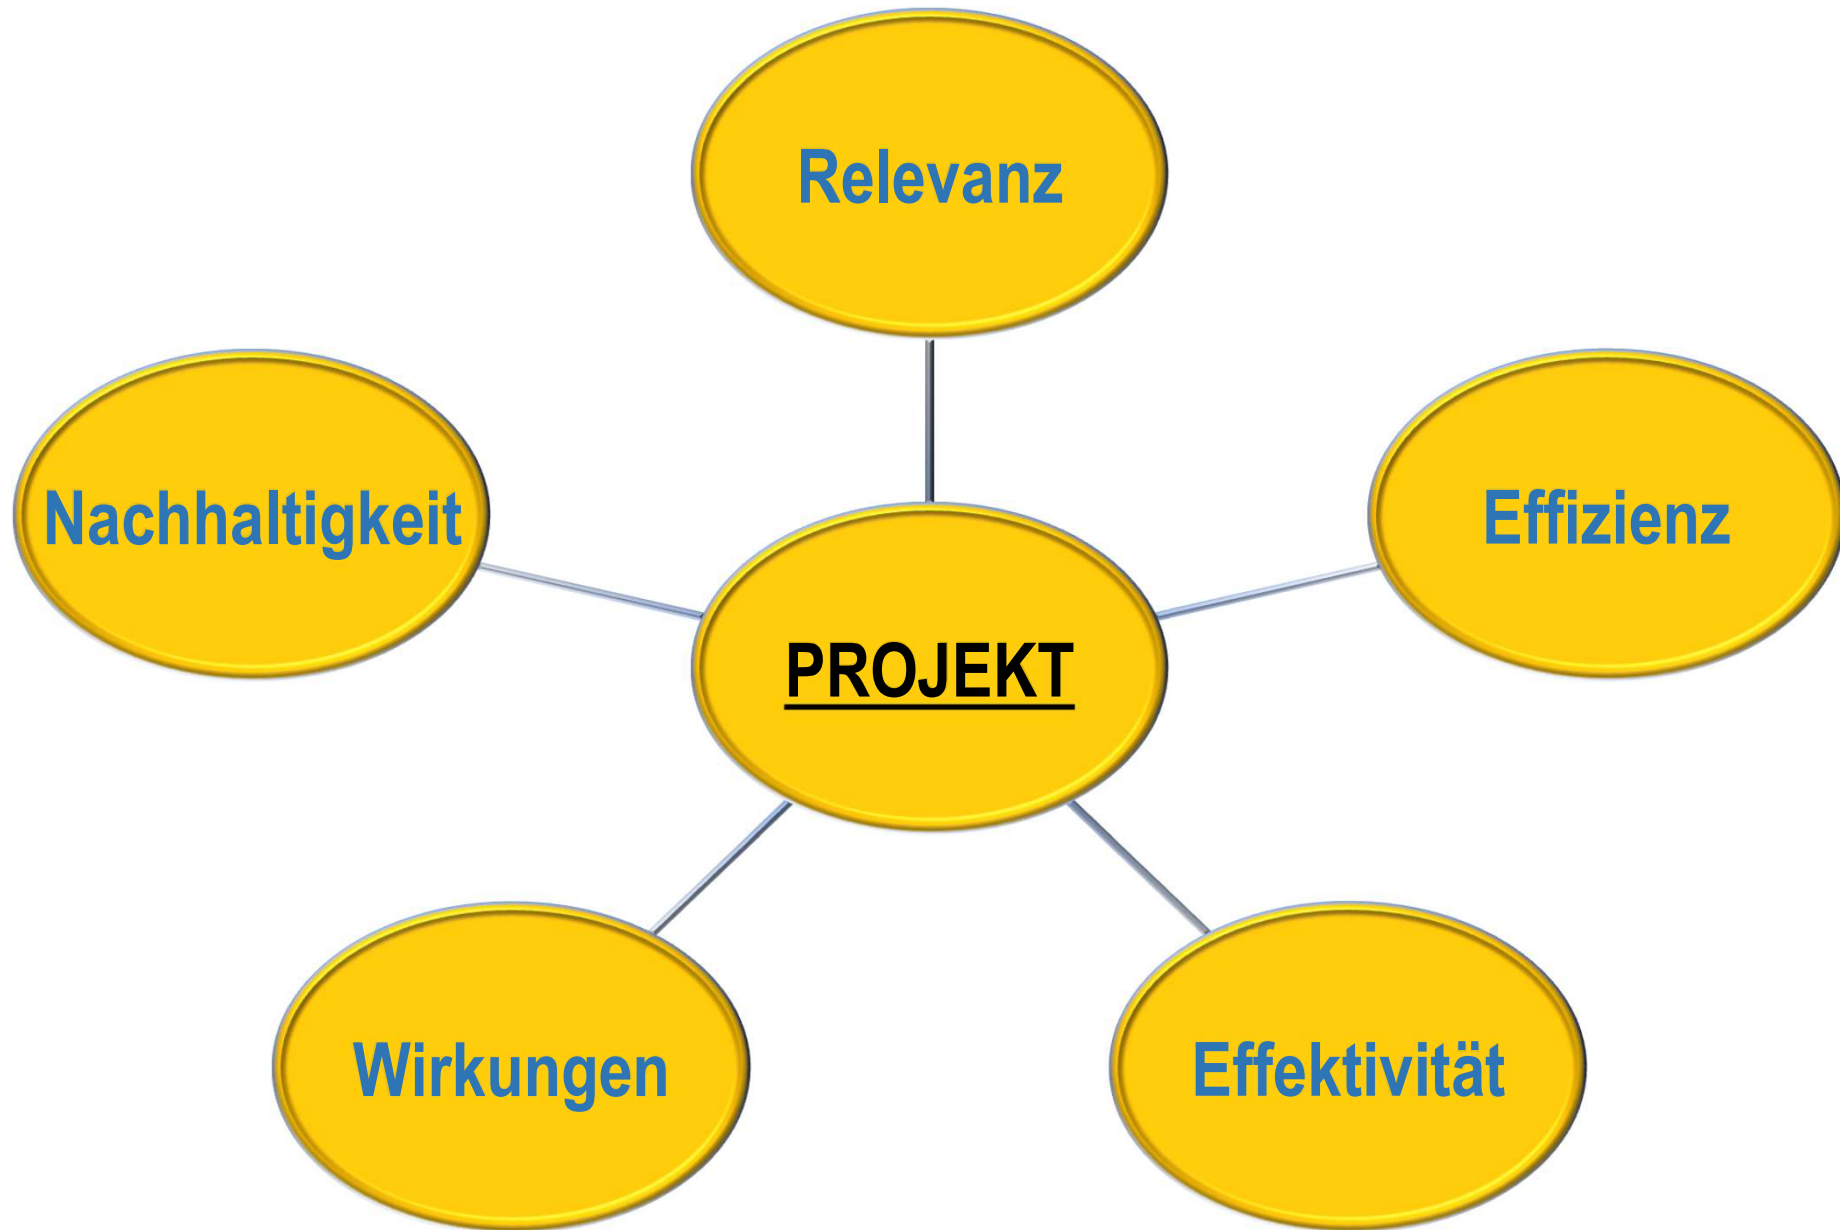 Relevanz
Nachhaltigkeit
Effizienz
PROJEKT
Wirkungen
Effektivität